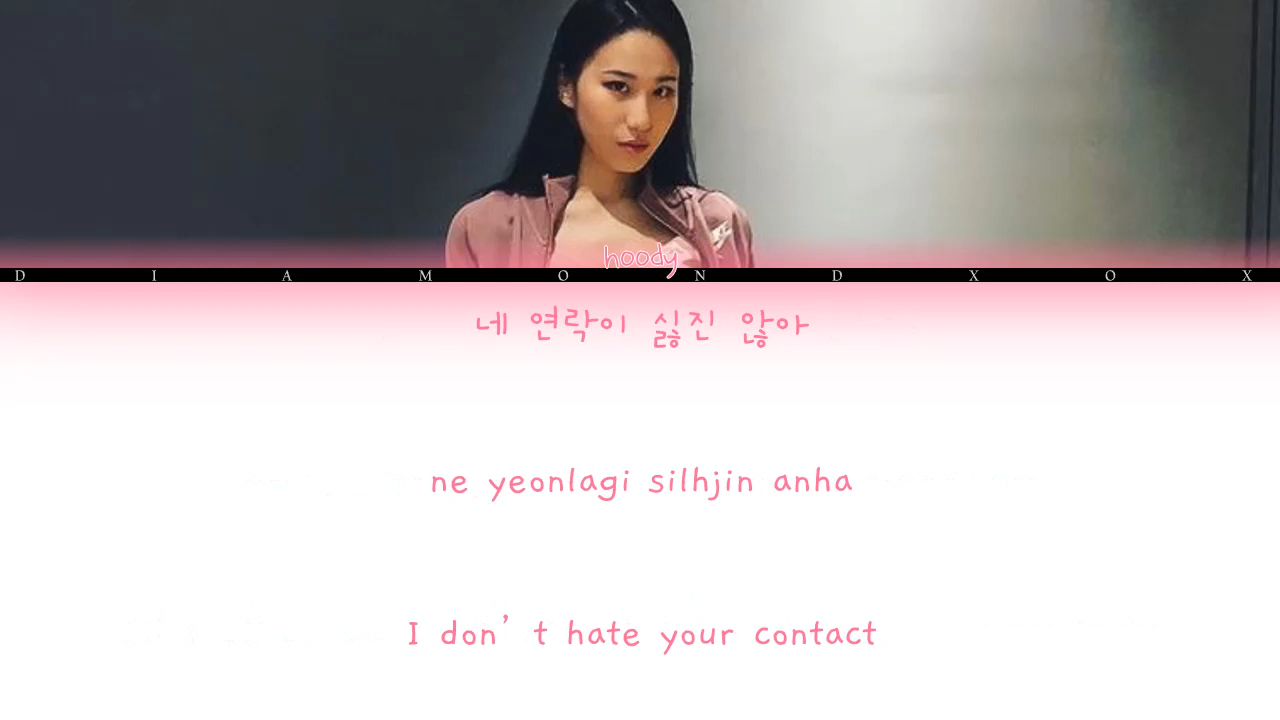 hoody
D I A M O N D X O X
네 연락이 싫진 않아
ne yeonlagi silhjin anha
I don’t hate your contact